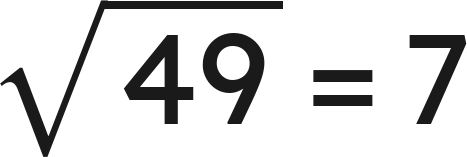 √49 = 7